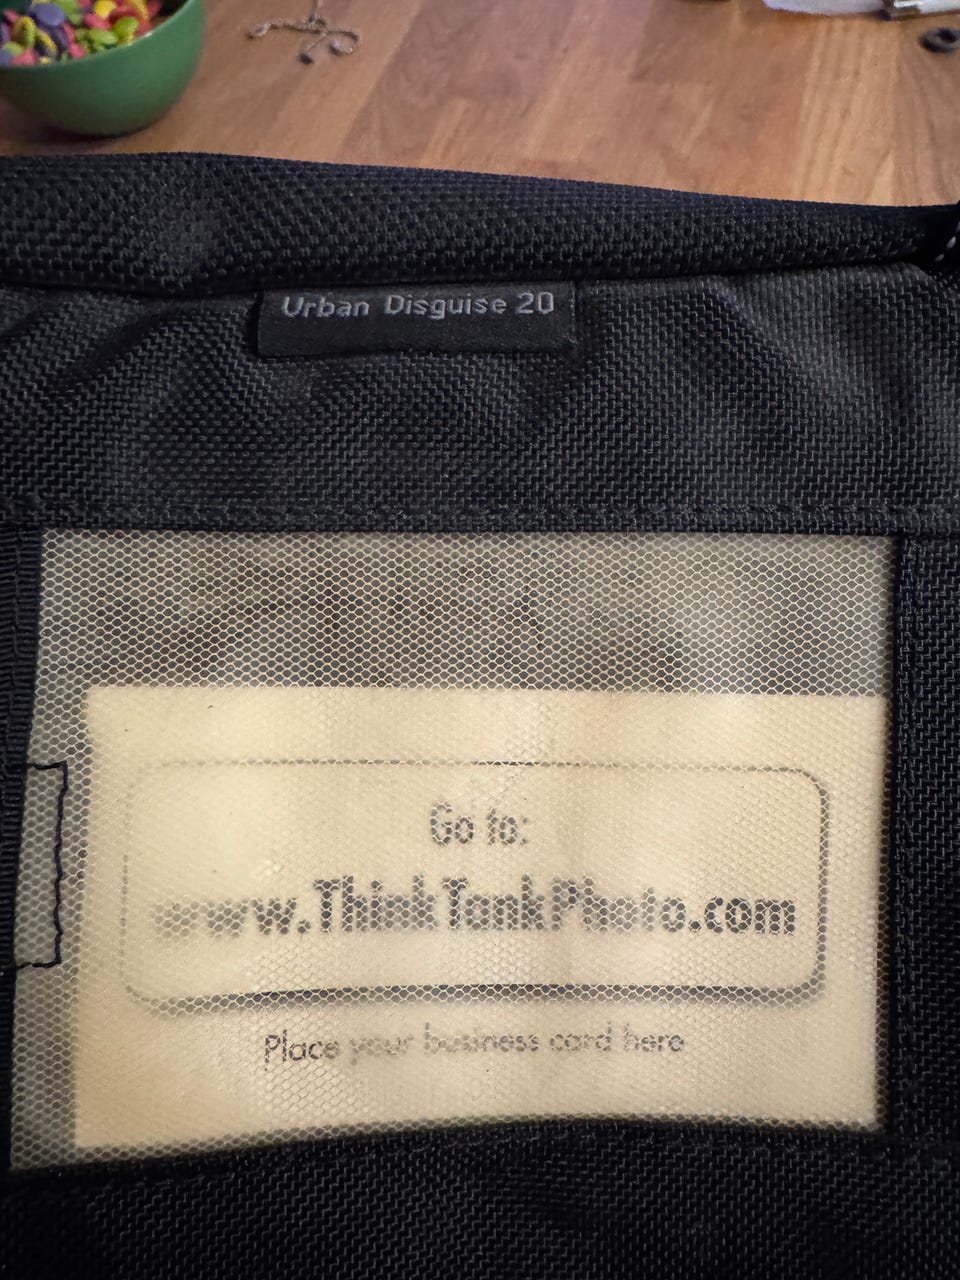 Urban Disguise 20
Go to:
www.ThinkTankPhoto.com
Place your business card here